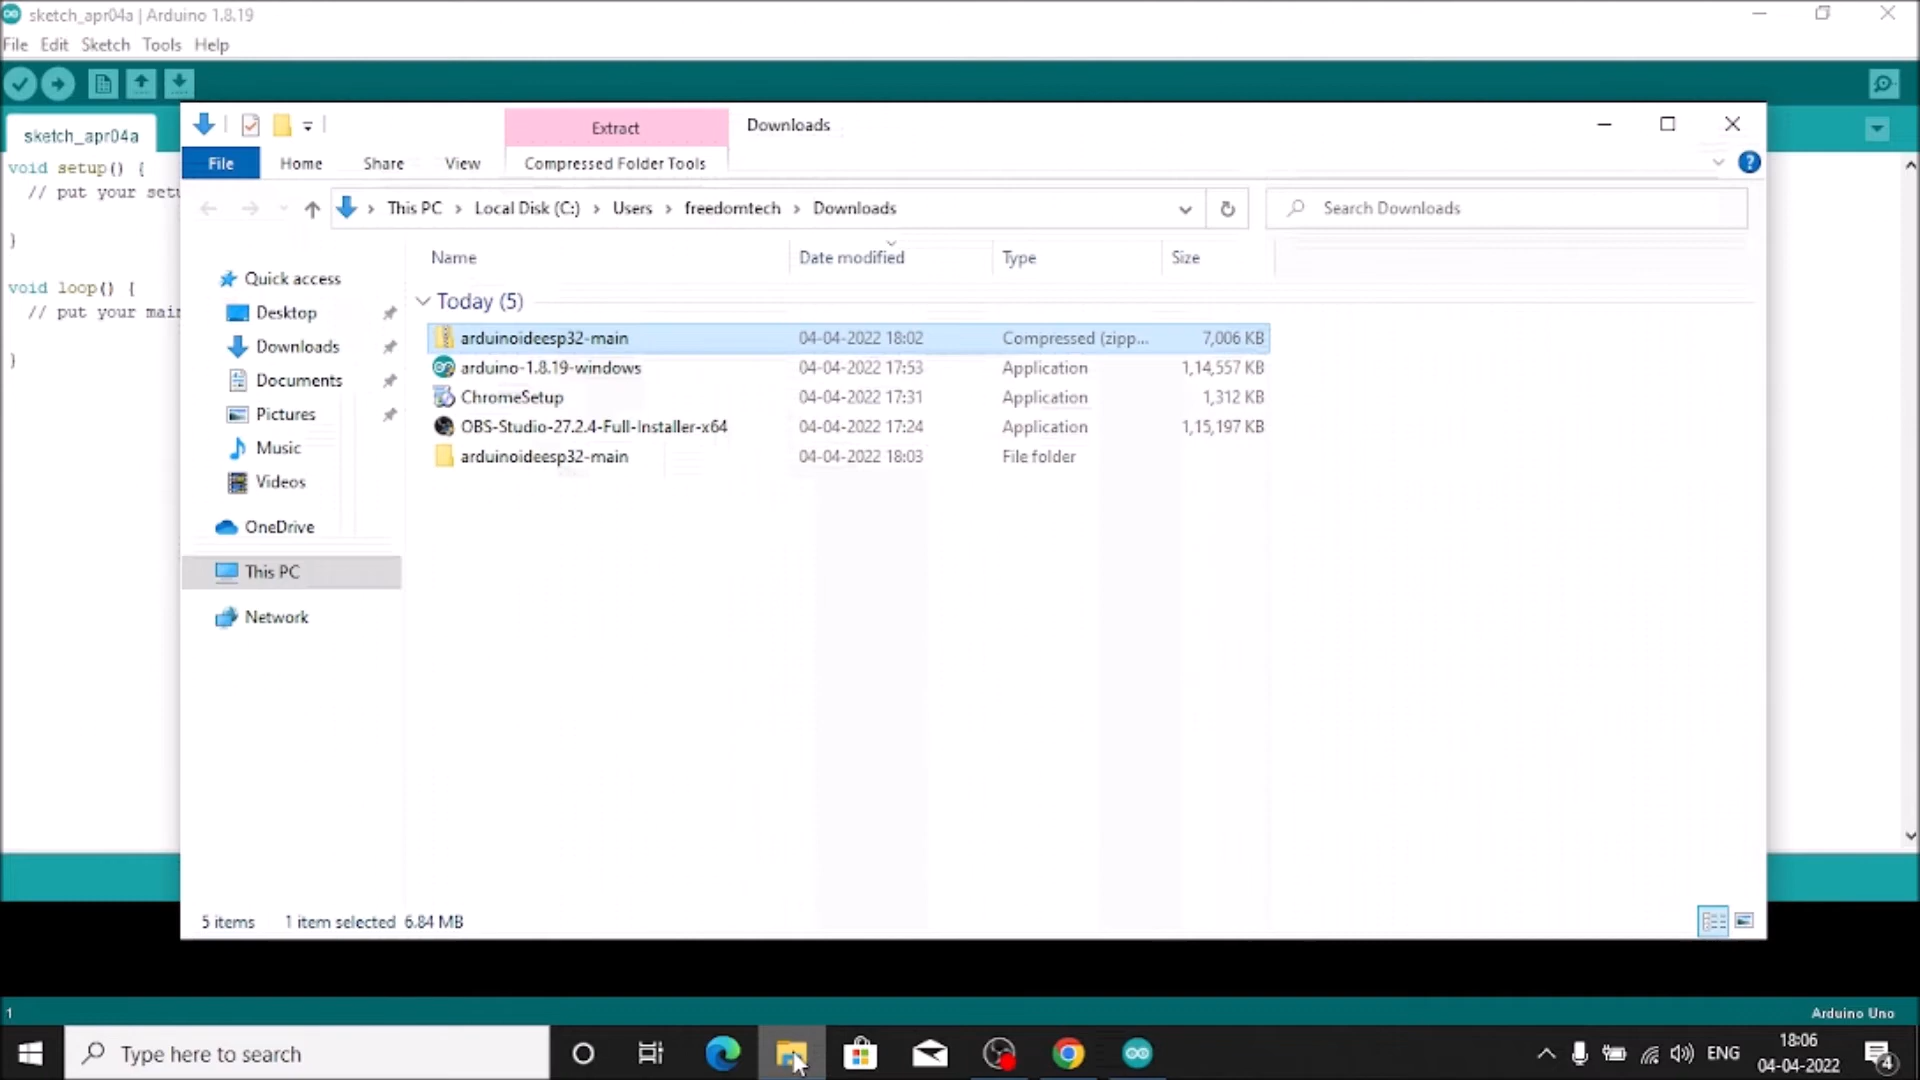 sketch_apr04a | Arduino 1.8.19
File Edit Sketch Tools Help
sketch_apr04a
void setup() {
// put your setu
}
void loop() {
// put your main
}
Extract
Downloads
File Home Share View Compressed Folder Tools
This PC > Local Disk (C:) > Users > freedomtech > Downloads
Search Downloads
Name Date modified Type Size
Today (5)
arduinoideesp32-main 04-04-2022 18:02 Compressed (zipp... 7,006 KB
arduino-1.8.19-windows 04-04-2022 17:53 Application 1,14,557 KB
ChromeSetup 04-04-2022 17:31 Application 1,312 KB
OBS-Studio-27.2.4-Full-Installer-x64 04-04-2022 17:24 Application 1,15,197 KB
arduinoideesp32-main 04-04-2022 18:03 File folder
Quick access
Desktop
Downloads
Documents
Pictures
Music
Videos
OneDrive
This PC
Network
5 items 1 item selected 6.84 MB
1
Arduino Uno
Type here to search
ENG
18:06
04-04-2022
4